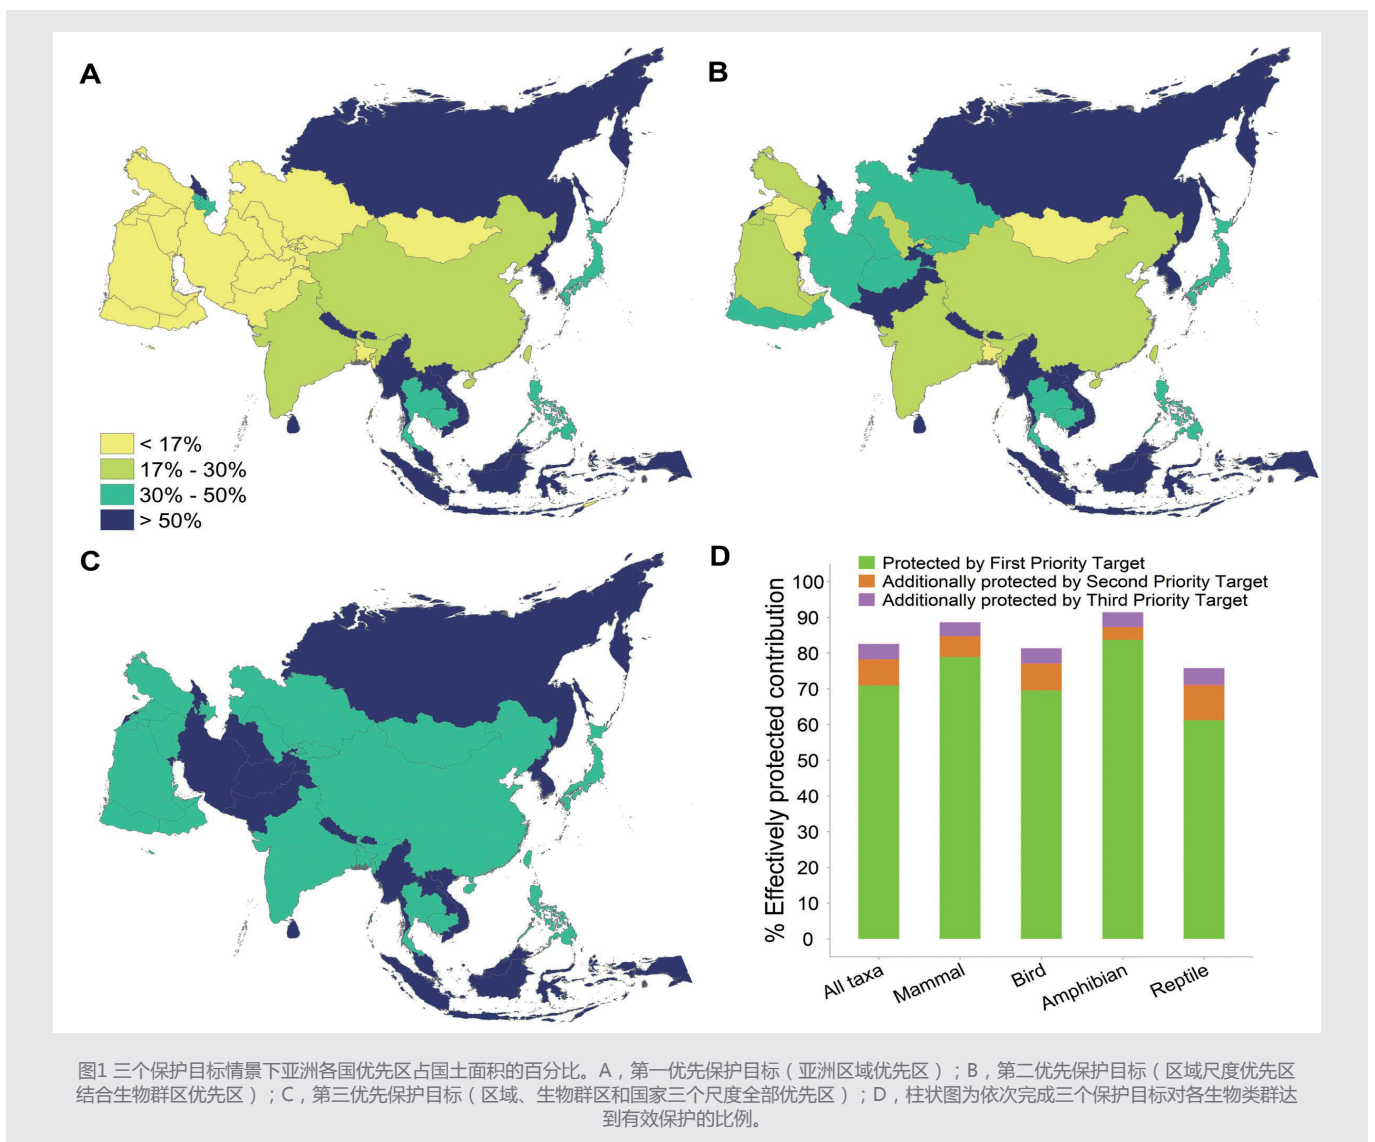 A
B
< 17%
17% - 30%
30% - 50%
> 50%
C
D
Protected by First Priority Target
Additionally protected by Second Priority Target
Additionally protected by Third Priority Target
% Effectively protected contribution
100
90
80
70
60
50
40
30
20
10
0
All taxa
Mammal
Bird
Amphibian
Reptile
图1 三个保护目标情景下亚洲各国优先区占国土面积的百分比。A，第一优先保护目标（亚洲区域优先区）；B，第二优先保护目标（区域尺度优先区
结合生物群区优先区）；C，第三优先保护目标（区域、生物群区和国家三个尺度全部优先区）；D，柱状图为依次完成三个保护目标对各生物类群达
到有效保护的比例。